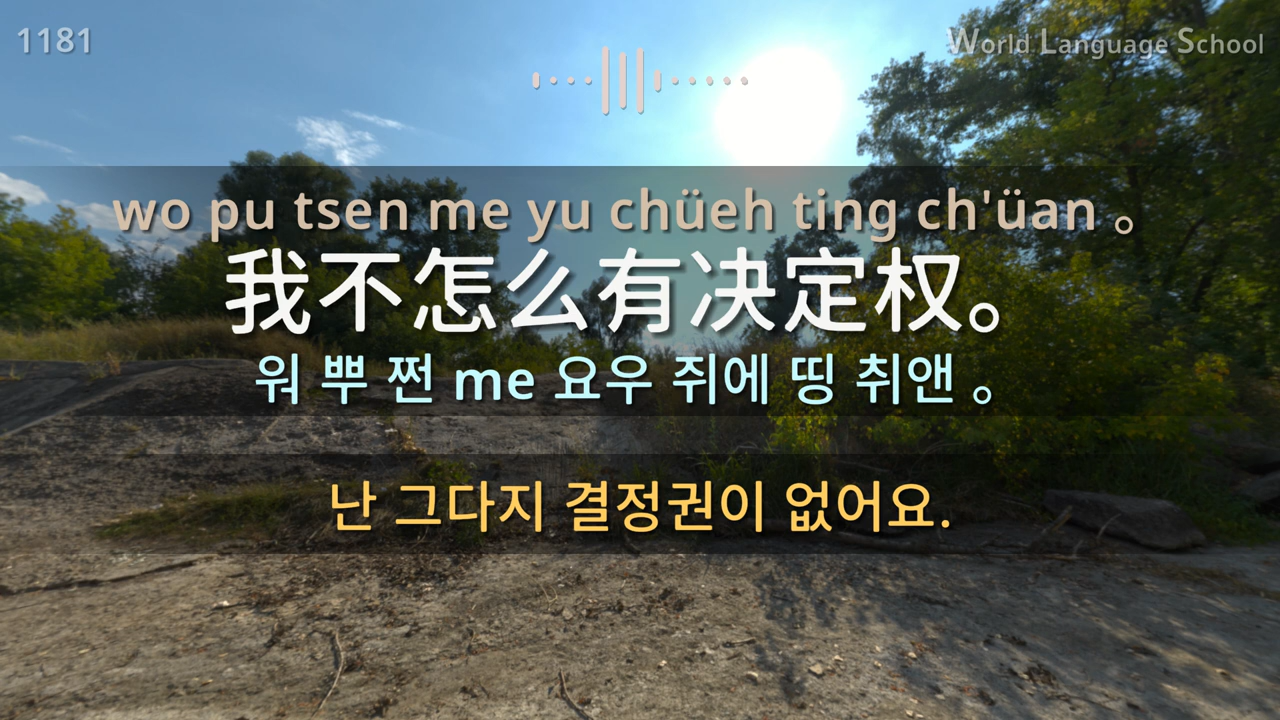 1181
World Language School
wo pu tsen me yu chüeh ting ch'üan 。
我不怎么有决定权。
워 뿌 쩐 me 요우 쥐에 띵 취앤 。
난 그다지 결정권이 없어요.